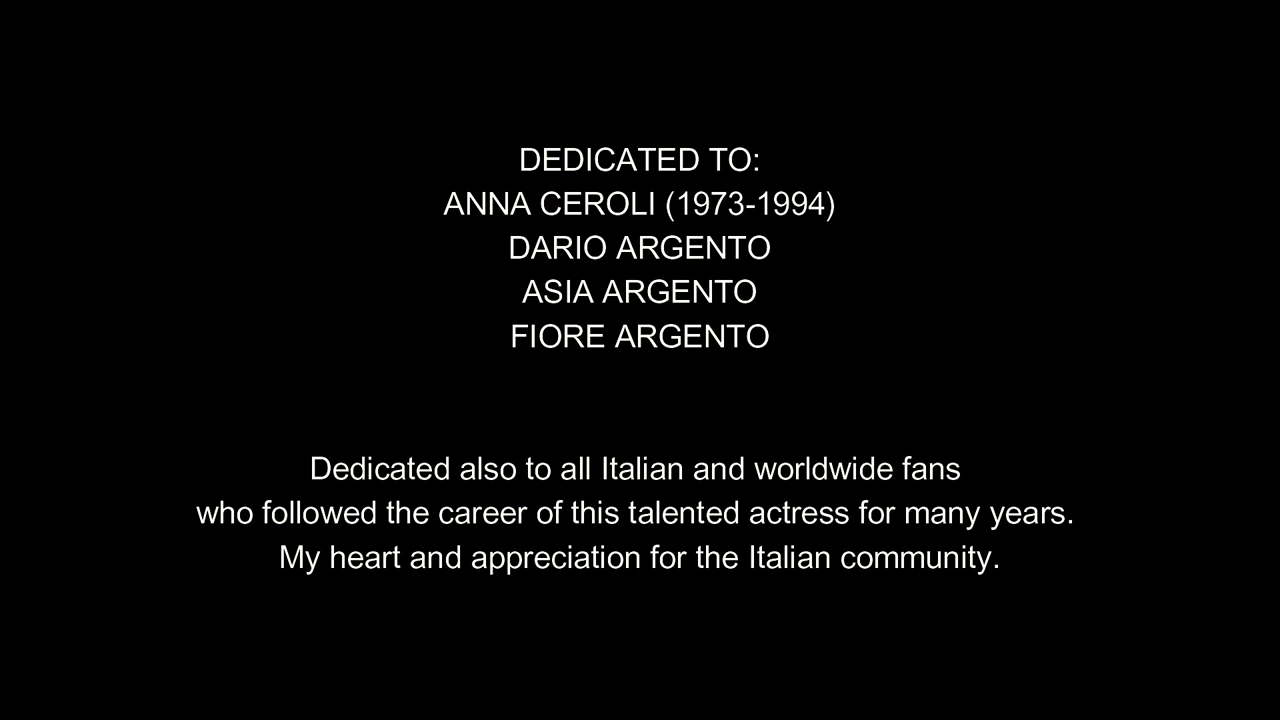 DEDICATED TO:
ANNA CEROLI (1973-1994)
DARIO ARGENTO
ASIA ARGENTO
FIORE ARGENTO
Dedicated also to all Italian and worldwide fans
who followed the career of this talented actress for many years.
My heart and appreciation for the Italian community.